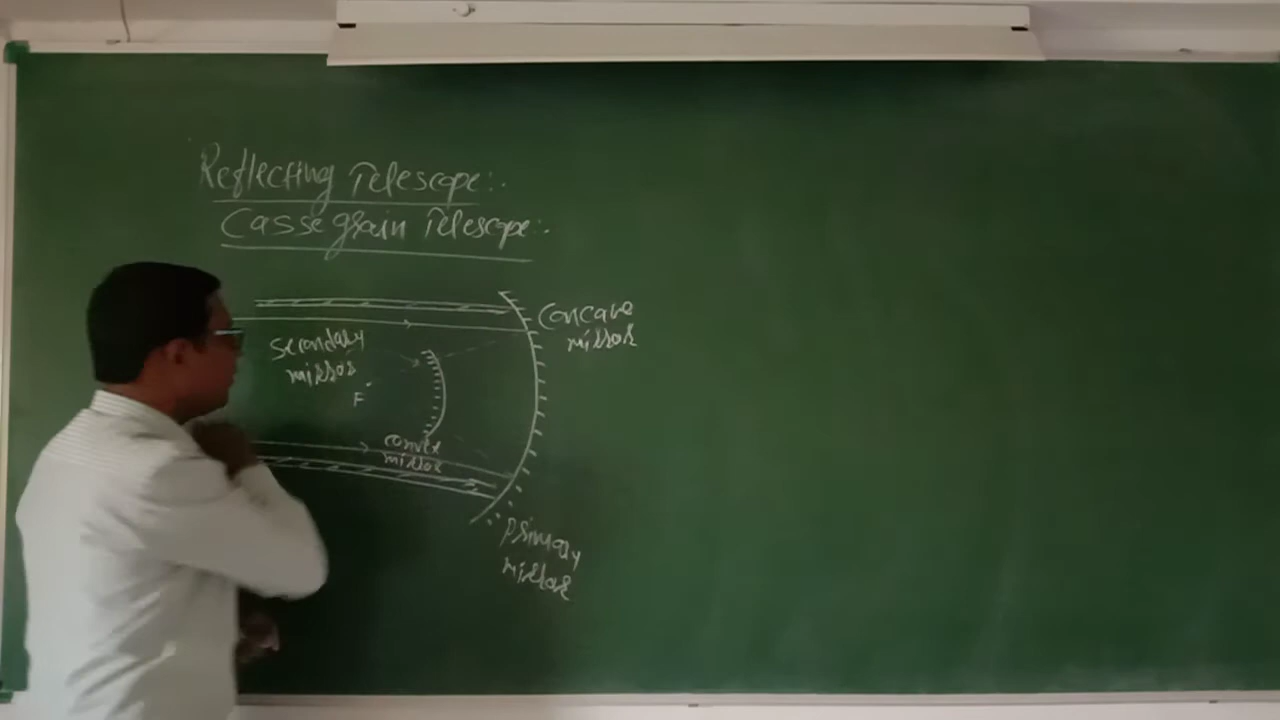 Reflecting Telescope:.
Cassegrain Telescope:.
Concave
mirror
Secondary
mirror
F
Convex
mirror
Primary
mirror